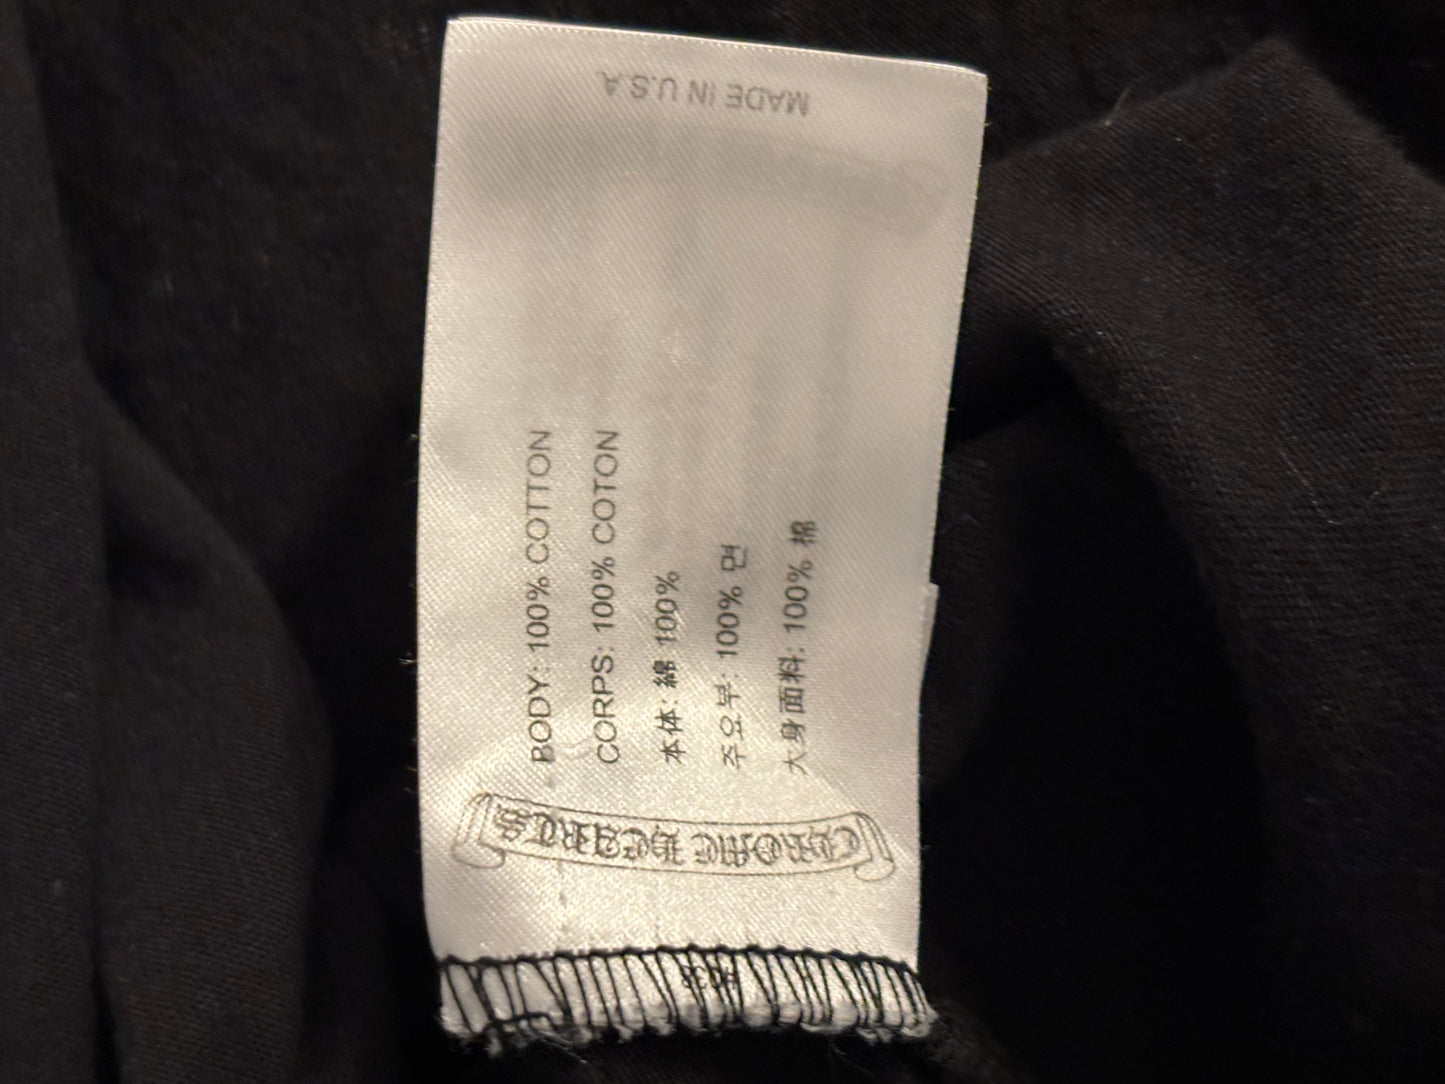 MADE IN U.S.A.
BODY: 100% COTTON
CORPS: 100% COTON
本体: 綿 100%
주요부: 100% 면
大身面料: 100% 棉
CHROME HEARTS